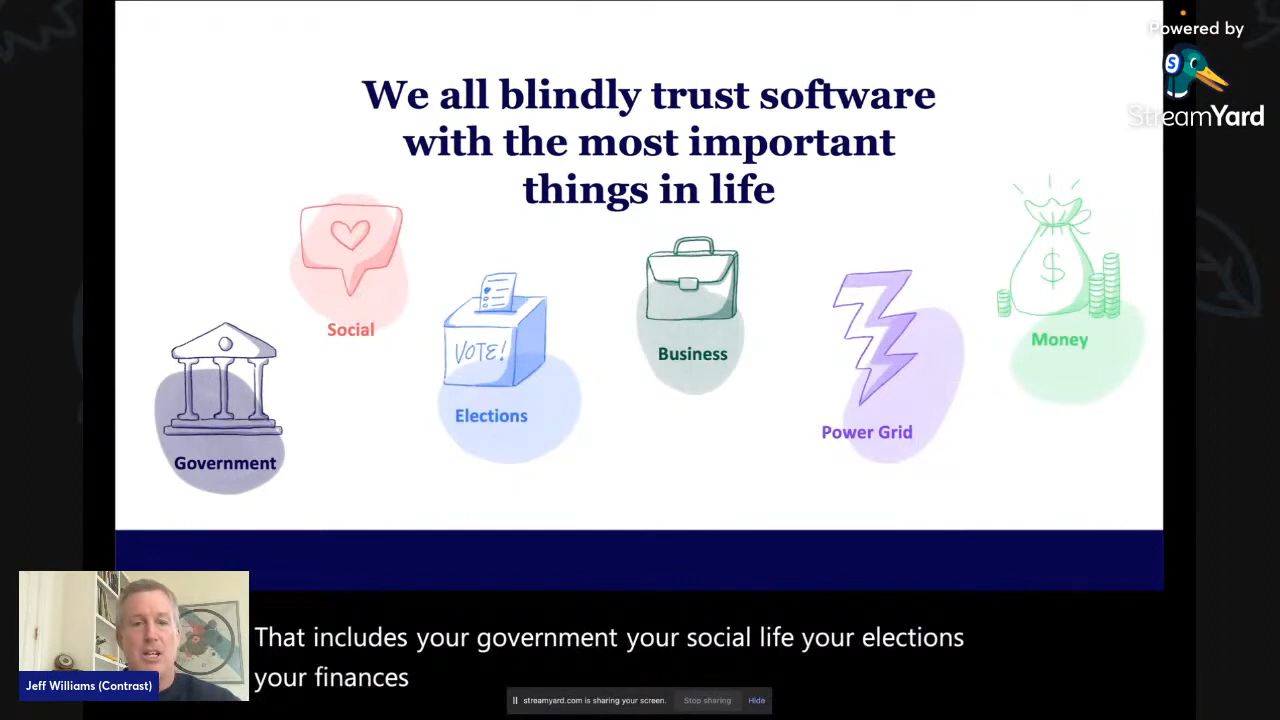 Powered by
StreamYard
We all blindly trust software
with the most important
things in life
Social
VOTE!
Business
Money
Elections
Power Grid
Government
That includes your government your social life your elections
your finances
Jeff Williams (Contrast)
streamyard.com is sharing your screen. Stop sharing Hide